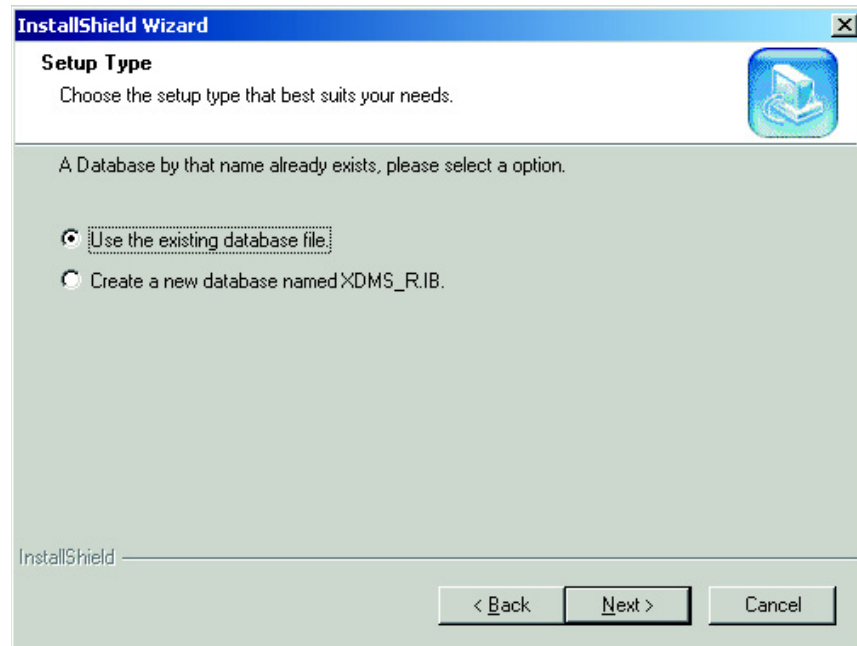 InstallShield Wizard
Setup Type
Choose the setup type that best suits your needs.
A Database by that name already exists, please select a option.
Use the existing database file.
Create a new database named XDMS_R.IB.
InstallShield
< Back
Next >
Cancel